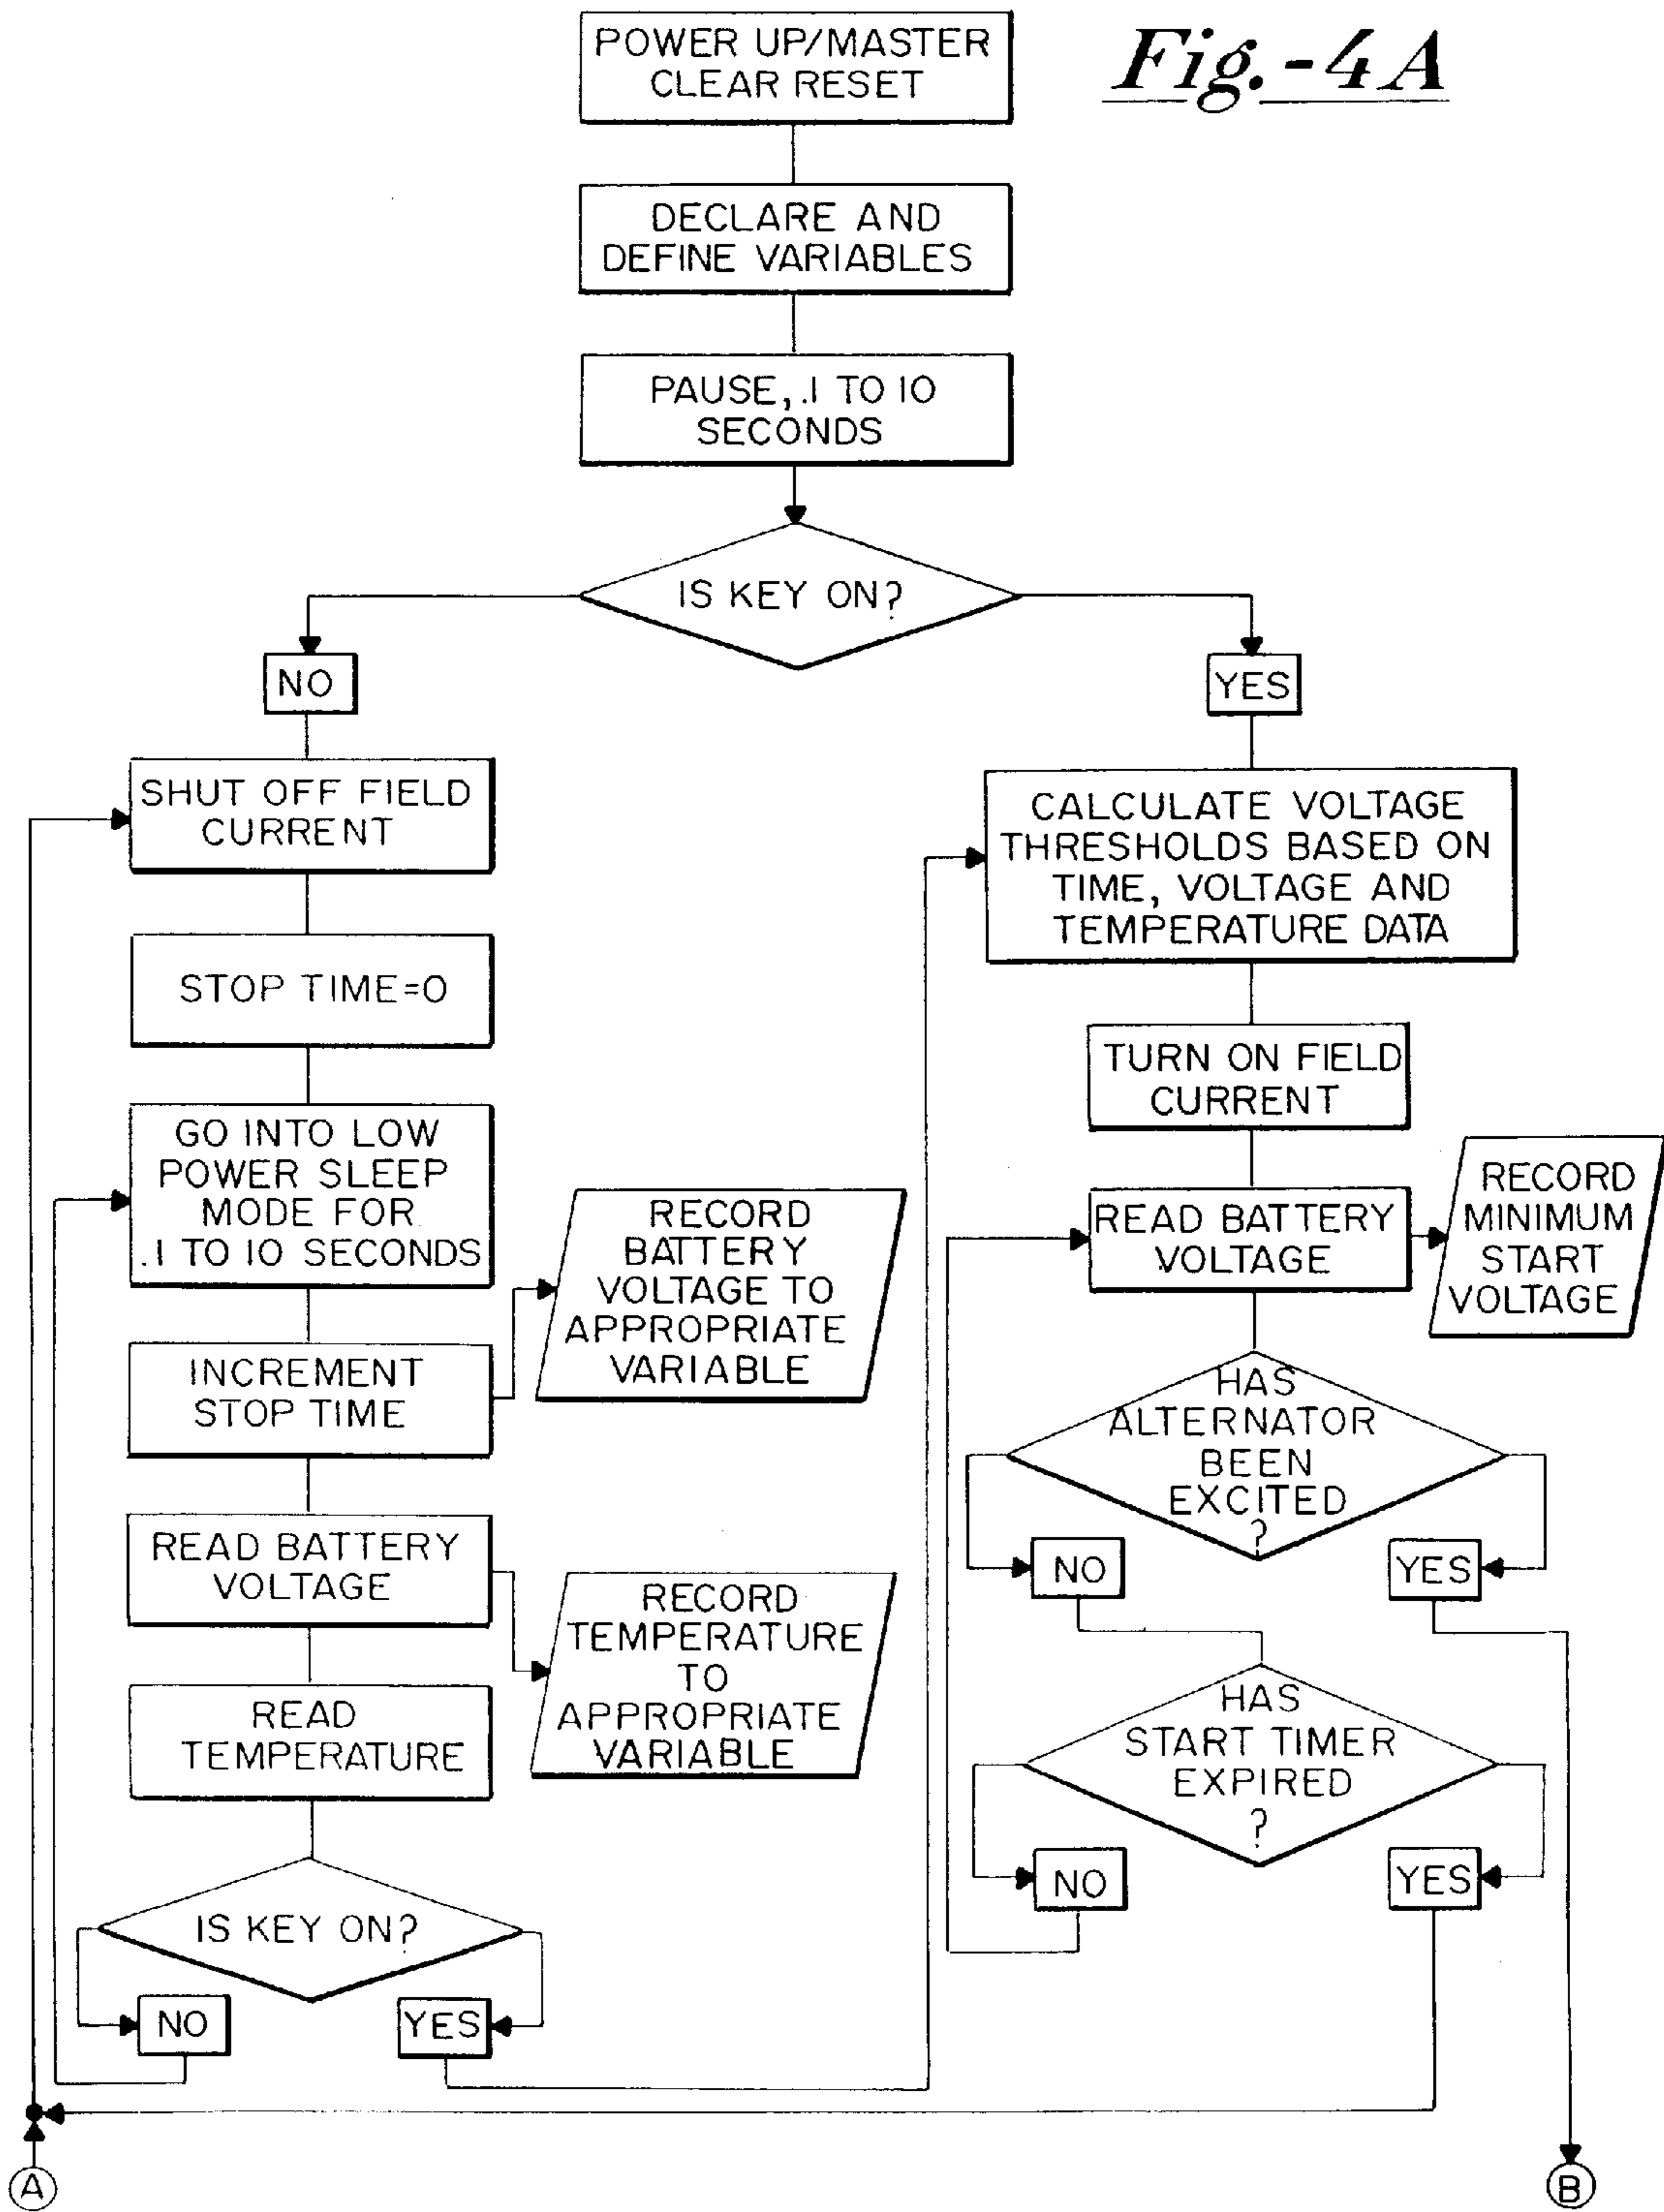 Fig.-4A
POWER UP/MASTER
CLEAR RESET
DECLARE AND
DEFINE VARIABLES
PAUSE, .1 TO 10
SECONDS
IS KEY ON?
NO
YES
SHUT OFF FIELD
CURRENT
STOP TIME=0
GO INTO LOW
POWER SLEEP
MODE FOR
.1 TO 10 SECONDS
INCREMENT
STOP TIME
RECORD
BATTERY
VOLTAGE TO
APPROPRIATE
VARIABLE
READ BATTERY
VOLTAGE
RECORD
TEMPERATURE
TO
APPROPRIATE
VARIABLE
READ
TEMPERATURE
IS KEY ON?
NO
YES
CALCULATE VOLTAGE
THRESHOLDS BASED ON
TIME, VOLTAGE AND
TEMPERATURE DATA
TURN ON FIELD
CURRENT
READ BATTERY
VOLTAGE
RECORD
MINIMUM
START
VOLTAGE
HAS
ALTERNATOR
BEEN
EXCITED
?
NO
YES
HAS
START TIMER
EXPIRED
?
NO
YES
A
B